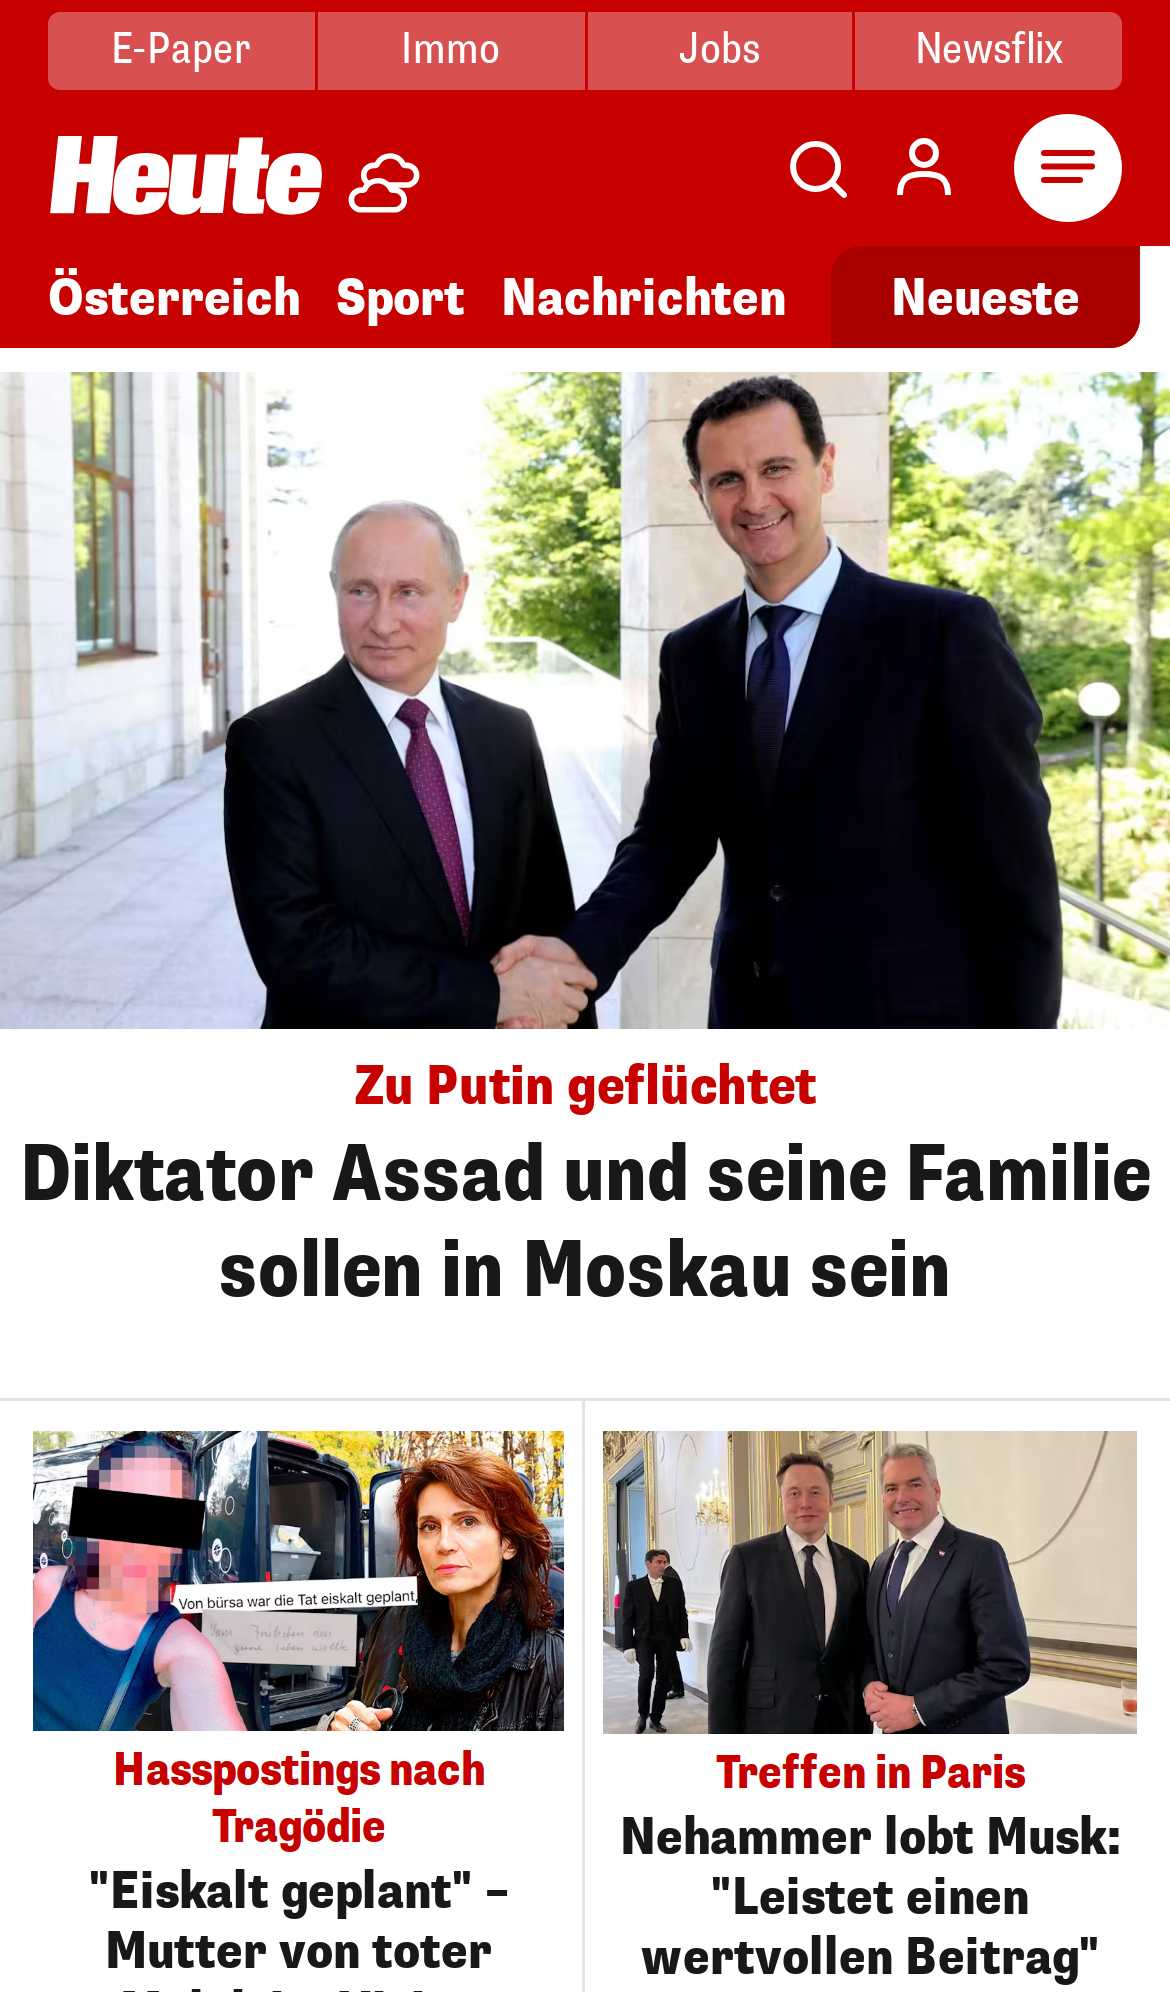 E-Paper Immo Jobs Newsflix
Heute
Österreich Sport Nachrichten Neueste
Zu Putin geflüchtet
Diktator Assad und seine Familie
sollen in Moskau sein
Von bürsa war die Tat eiskalt geplant,
Hasspostings nach
Tragödie
"Eiskalt geplant" –
Mutter von toter
Treffen in Paris
Nehammer lobt Musk:
"Leistet einen
wertvollen Beitrag"